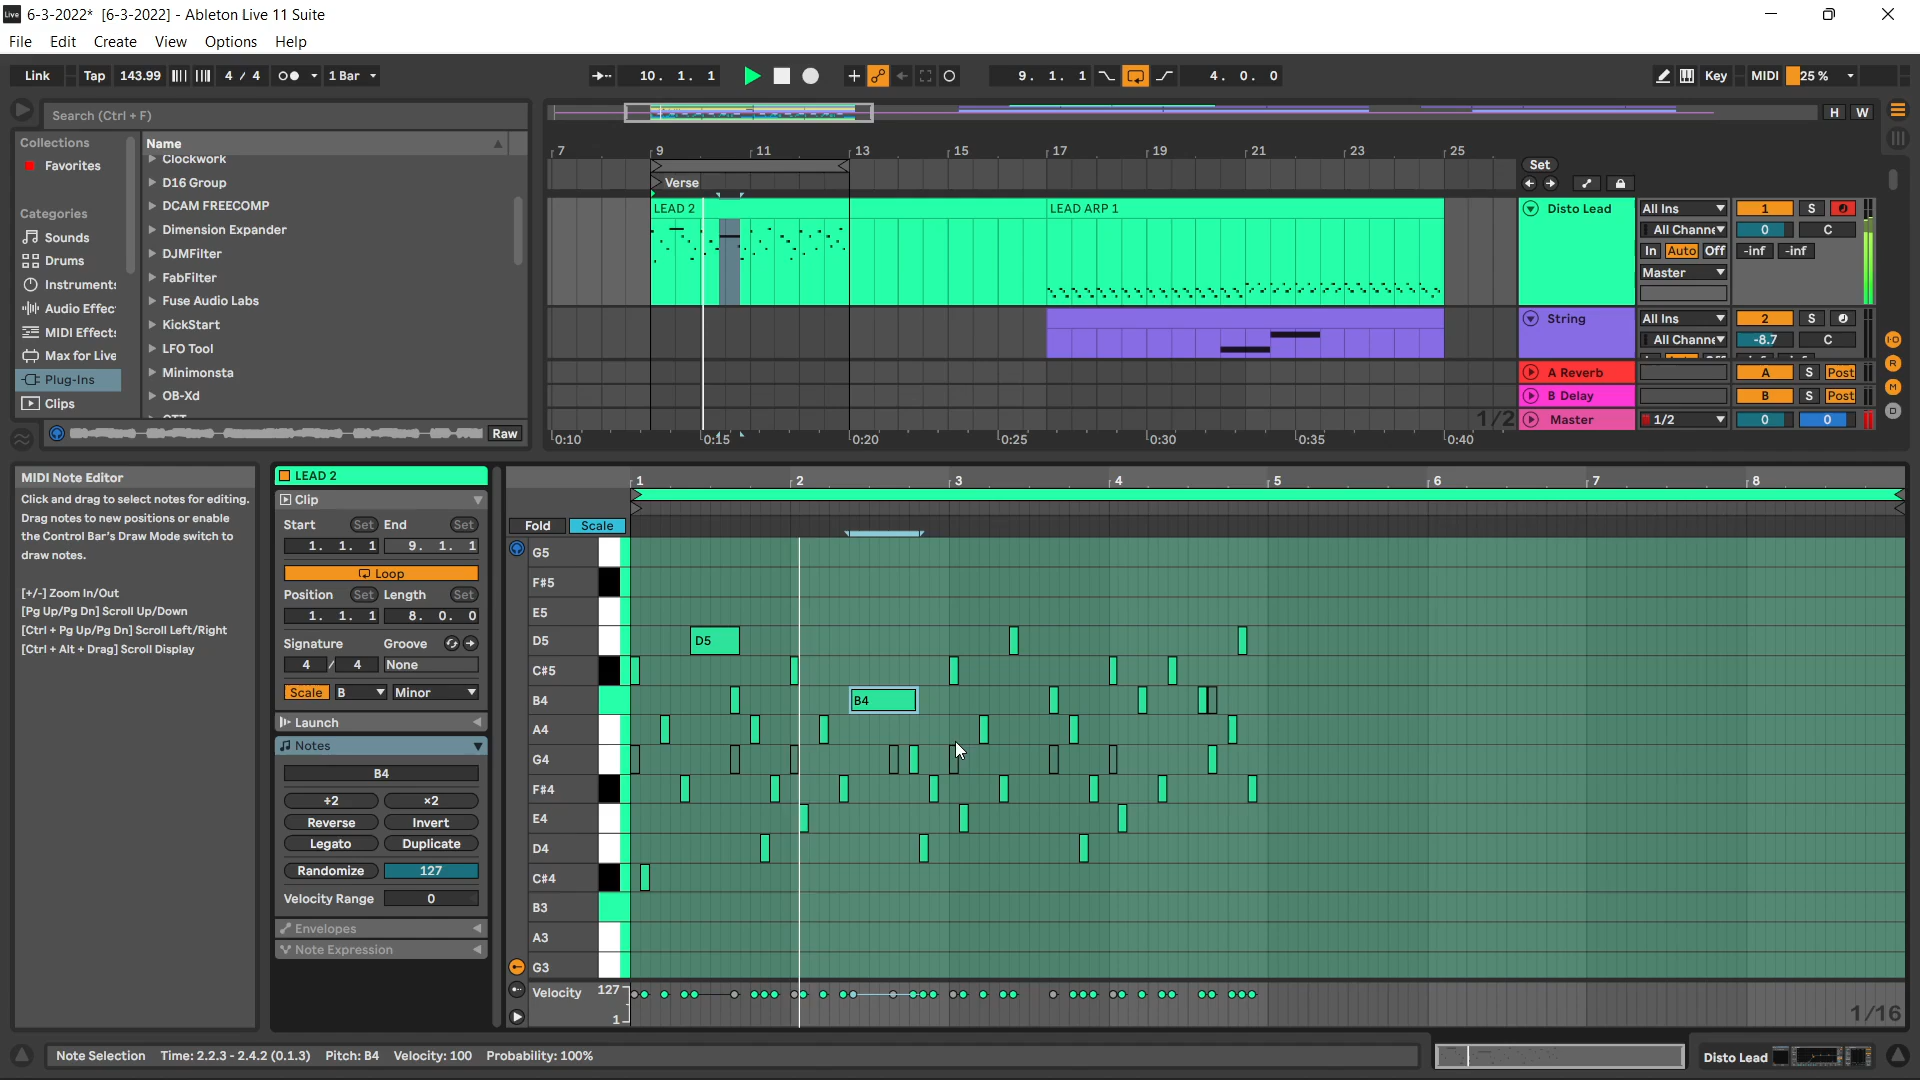 6-3-2022* [6-3-2022] - Ableton Live 11 Suite
File Edit Create View Options Help
Link Tap 143.99 4 / 4 1 Bar 10. 1. 1 9. 1. 1 4. 0. 0 Key MIDI 25 %
Search (Ctrl + F)
H W
Collections
Favorites
Categories
Sounds
Drums
Instruments
Audio Effec
MIDI Effects
Max for Live
Plug-Ins
Clips
Name
Clockwork
D16 Group
DCAM FREECOMP
Dimension Expander
DJMFilter
FabFilter
Fuse Audio Labs
KickStart
LFO Tool
Minimonsta
OB-Xd
OTT
Raw
7 9 11 13 15 17 19 21 23 25
Verse
Set
LEAD 2 LEAD ARP 1
Disto Lead All Ins 1 S
All Channe 0 C
In Auto Off -inf -inf
Master
String All Ins 2 S
All Channe -8.7 C
A Reverb A S Post
B Delay B S Post
1/2 Master 1/2 0 0
0:10 0:15 0:20 0:25 0:30 0:35 0:40
MIDI Note Editor
Click and drag to select notes for editing.
Drag notes to new positions or enable
the Control Bar's Draw Mode switch to
draw notes.
[+/-] Zoom In/Out
[Pg Up/Pg Dn] Scroll Up/Down
[Ctrl + Pg Up/Pg Dn] Scroll Left/Right
[Ctrl + Alt + Drag] Scroll Display
LEAD 2
Clip
Start Set End Set
1. 1. 1 9. 1. 1
Loop
Position Set Length Set
1. 1. 1 8. 0. 0
Signature Groove
4 / 4 None
Scale B Minor
Launch
Notes
B4
÷2 ×2
Reverse Invert
Legato Duplicate
Randomize 127
Velocity Range 0
Envelopes
Note Expression
1 2 3 4 5 6 7 8
Fold Scale
G5
F#5
E5
D5 D5
C#5
B4 B4
A4
G4
F#4
E4
D4
C#4
B3
A3
G3
Velocity 127
1
1/16
Note Selection Time: 2.2.3 - 2.4.2 (0.1.3) Pitch: B4 Velocity: 100 Probability: 100%
Disto Lead